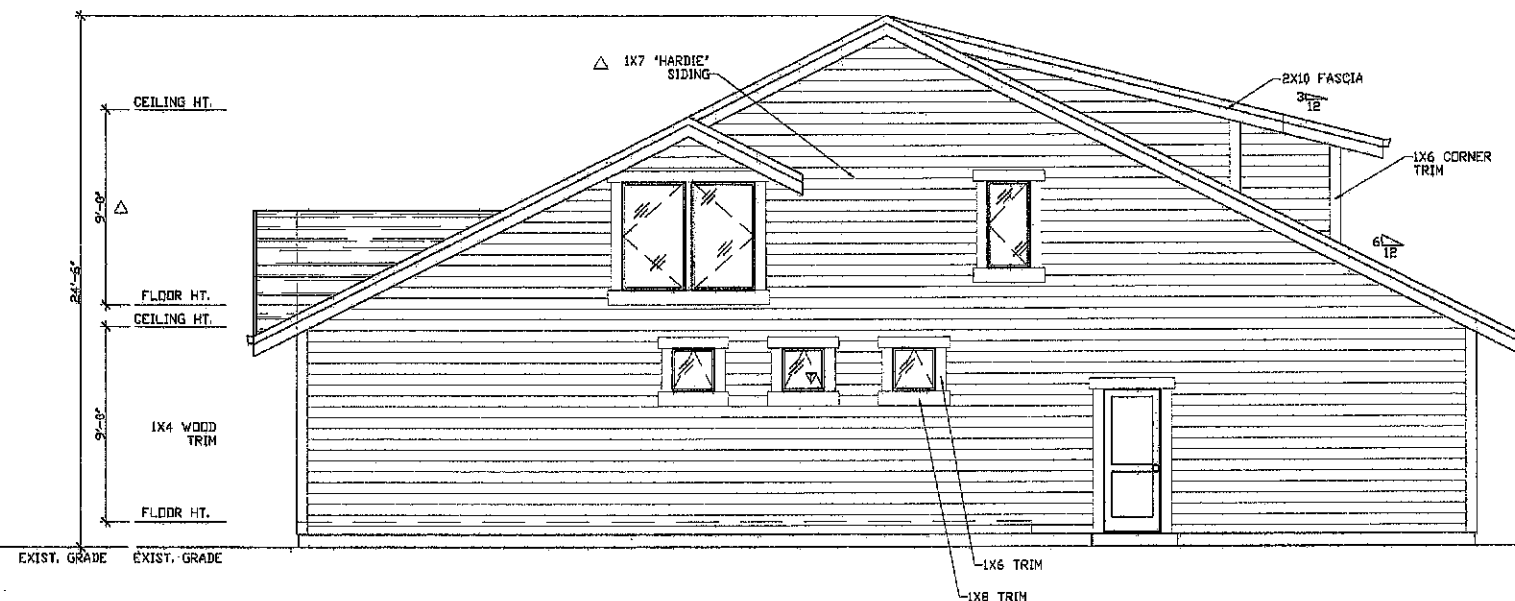 1X7 "HARDIE"
SIDING
2X10 FASCIA
3
12
CEILING HT.
1X6 CORNER
TRIM
9'-0"
6
12
24'-6"
FLOOR HT.
CEILING HT.
9'-0"
1X4 WOOD
TRIM
FLOOR HT.
EXIST. GRADE
EXIST. GRADE
1X6 TRIM
1X8 TRIM